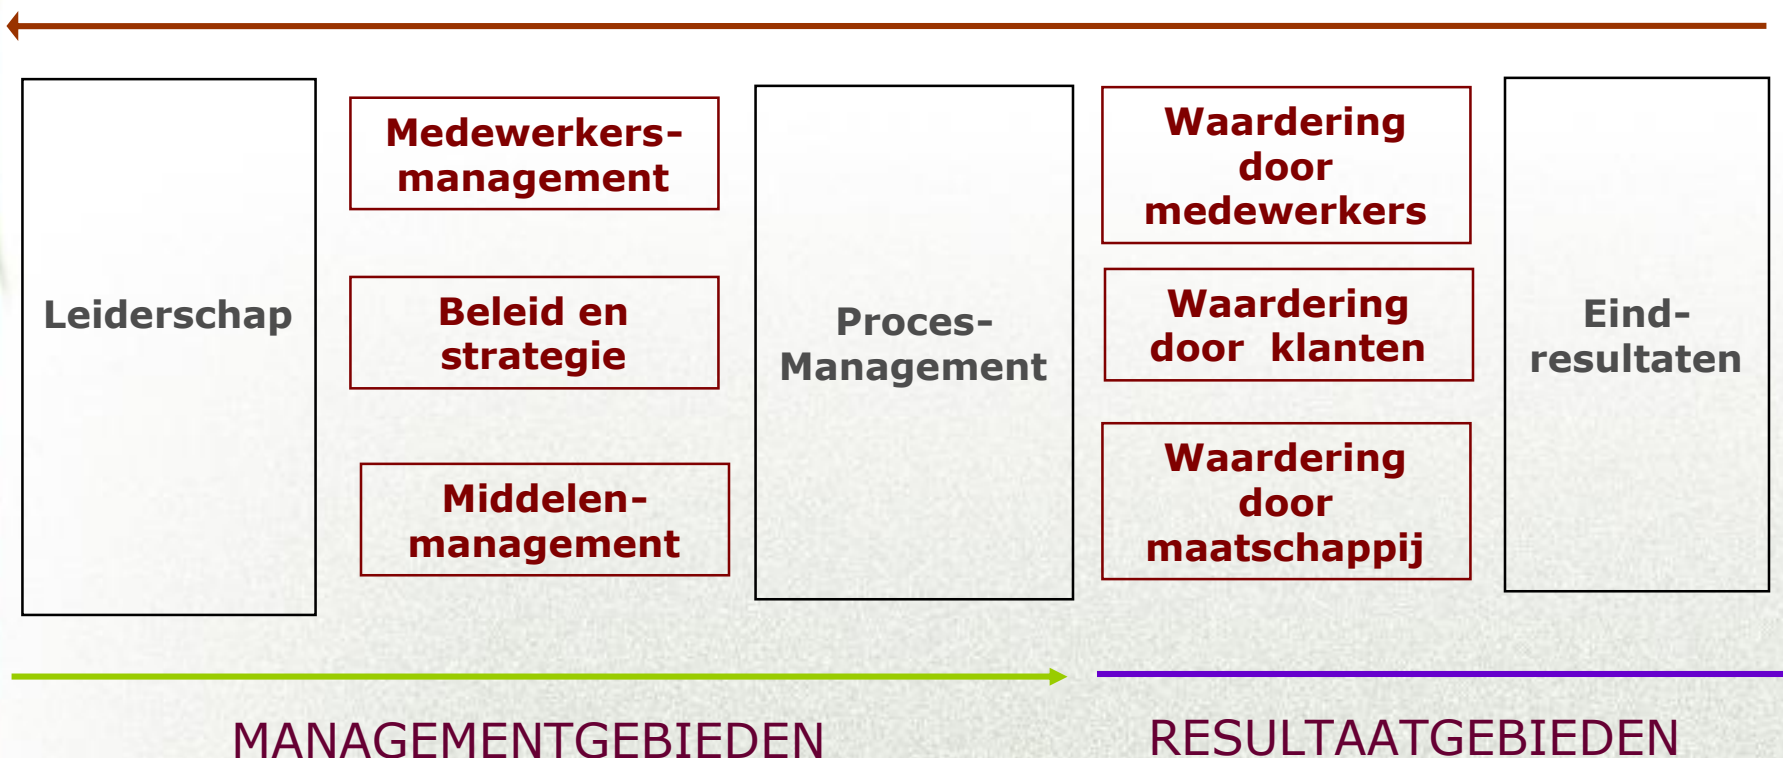 Leiderschap
Medewerkers-
management
Beleid en
strategie
Middelen-
management
Proces-
Management
Waardering
door
medewerkers
Waardering
door klanten
Waardering
door
maatschappij
Eind-
resultaten
MANAGEMENTGEBIEDEN
RESULTAATGEBIEDEN